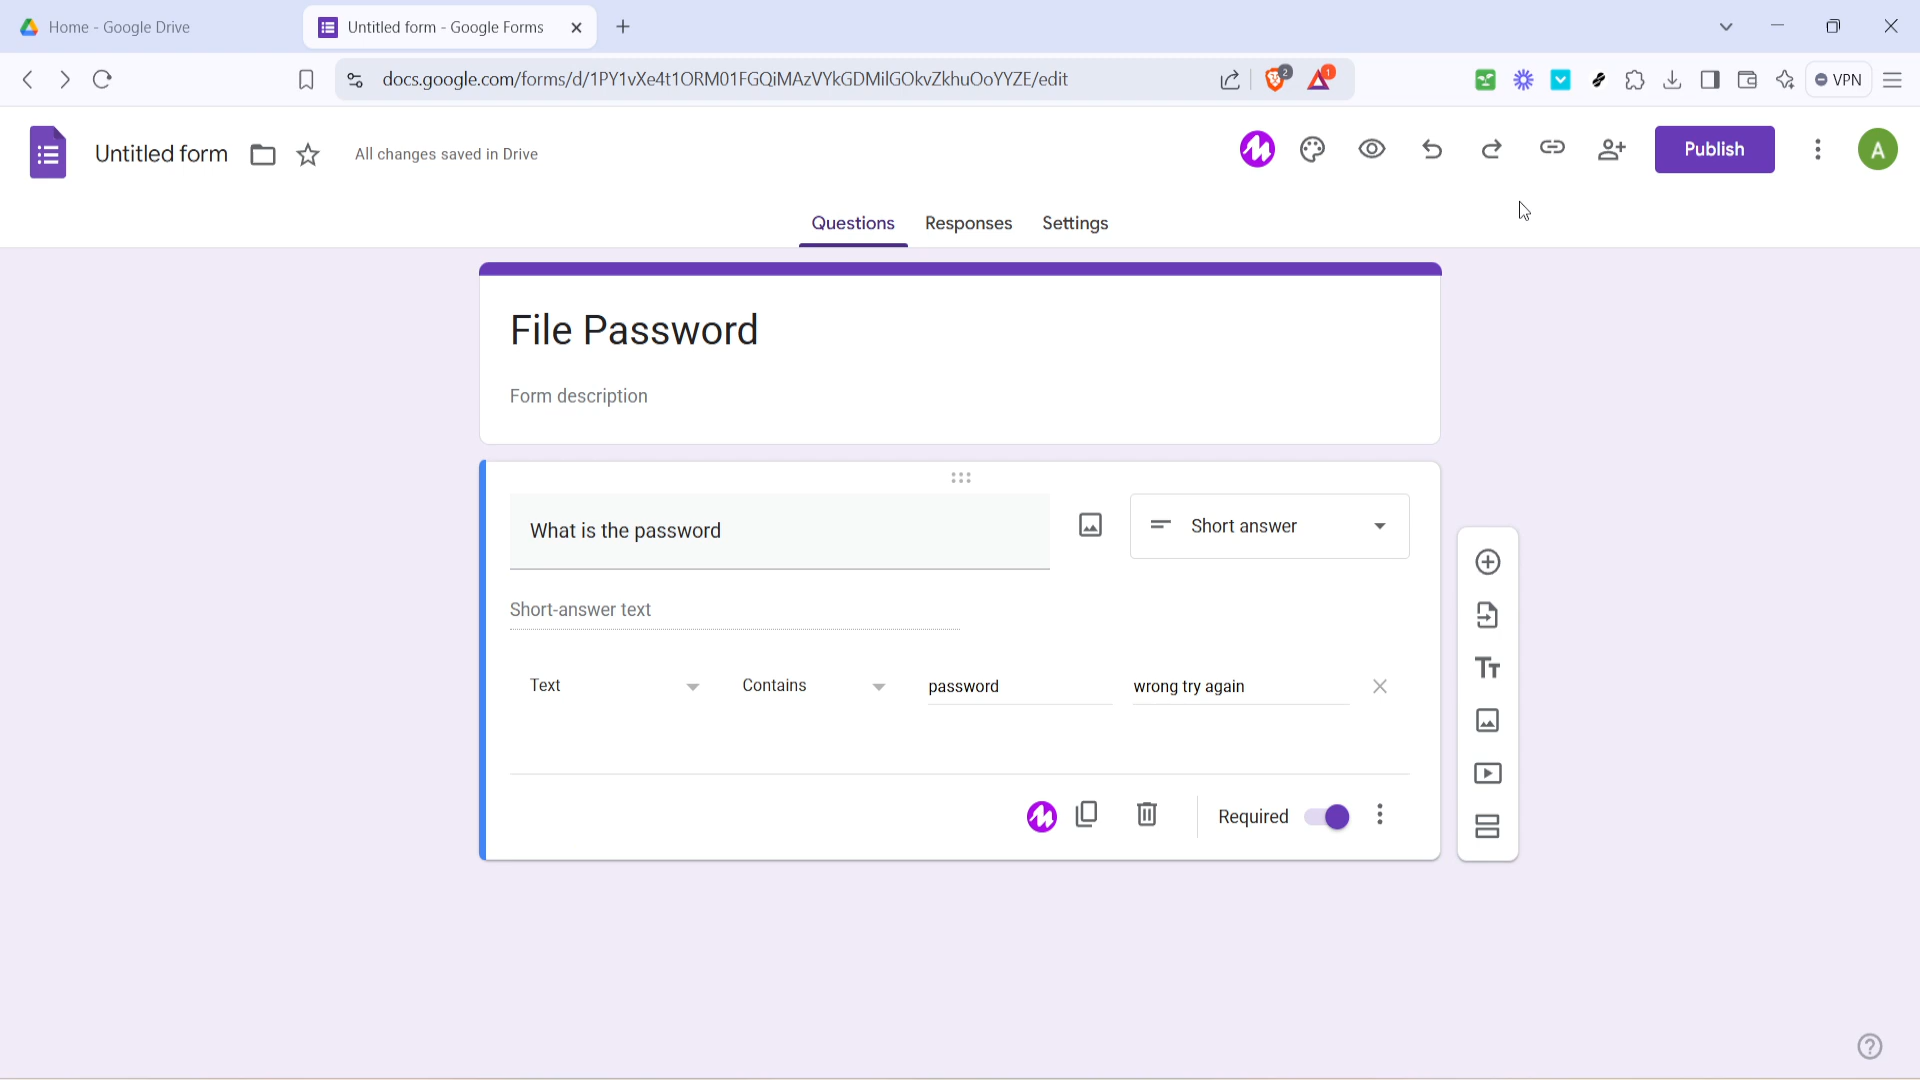 Home - Google Drive
Untitled form - Google Forms
docs.google.com/forms/d/1PY1vXe4t1ORM01FGQiMAzVYkGDMilGOkvZkhuOoYYZE/edit
2
1
VPN
Untitled form
All changes saved in Drive
Publish
A
Questions
Responses
Settings
File Password
Form description
What is the password
Short answer
Short-answer text
Text
Contains
password
wrong try again
Required